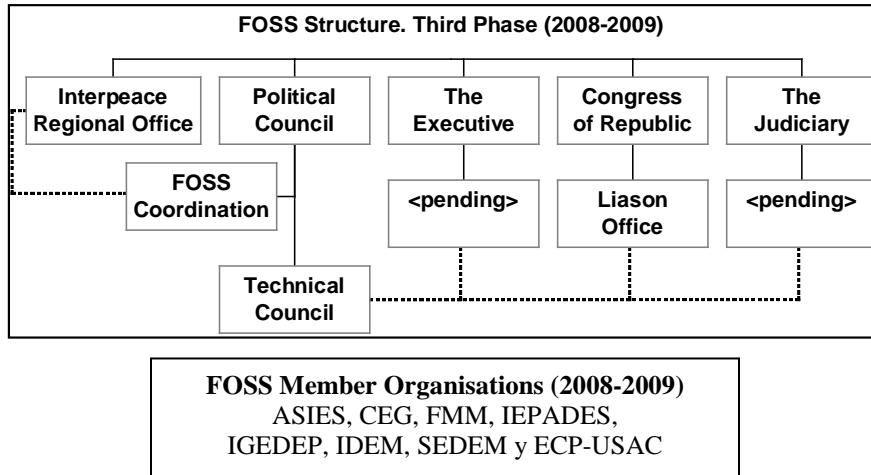 FOSS Structure. Third Phase (2008-2009)
Interpeace
Regional Office
Political
Council
The
Executive
Congress
of Republic
The
Judiciary
FOSS
Coordination
<pending>
Liason
Office
<pending>
Technical
Council
FOSS Member Organisations (2008-2009)
ASIES, CEG, FMM, IEPADES,
IGEDEP, IDEM, SEDEM y ECP-USAC